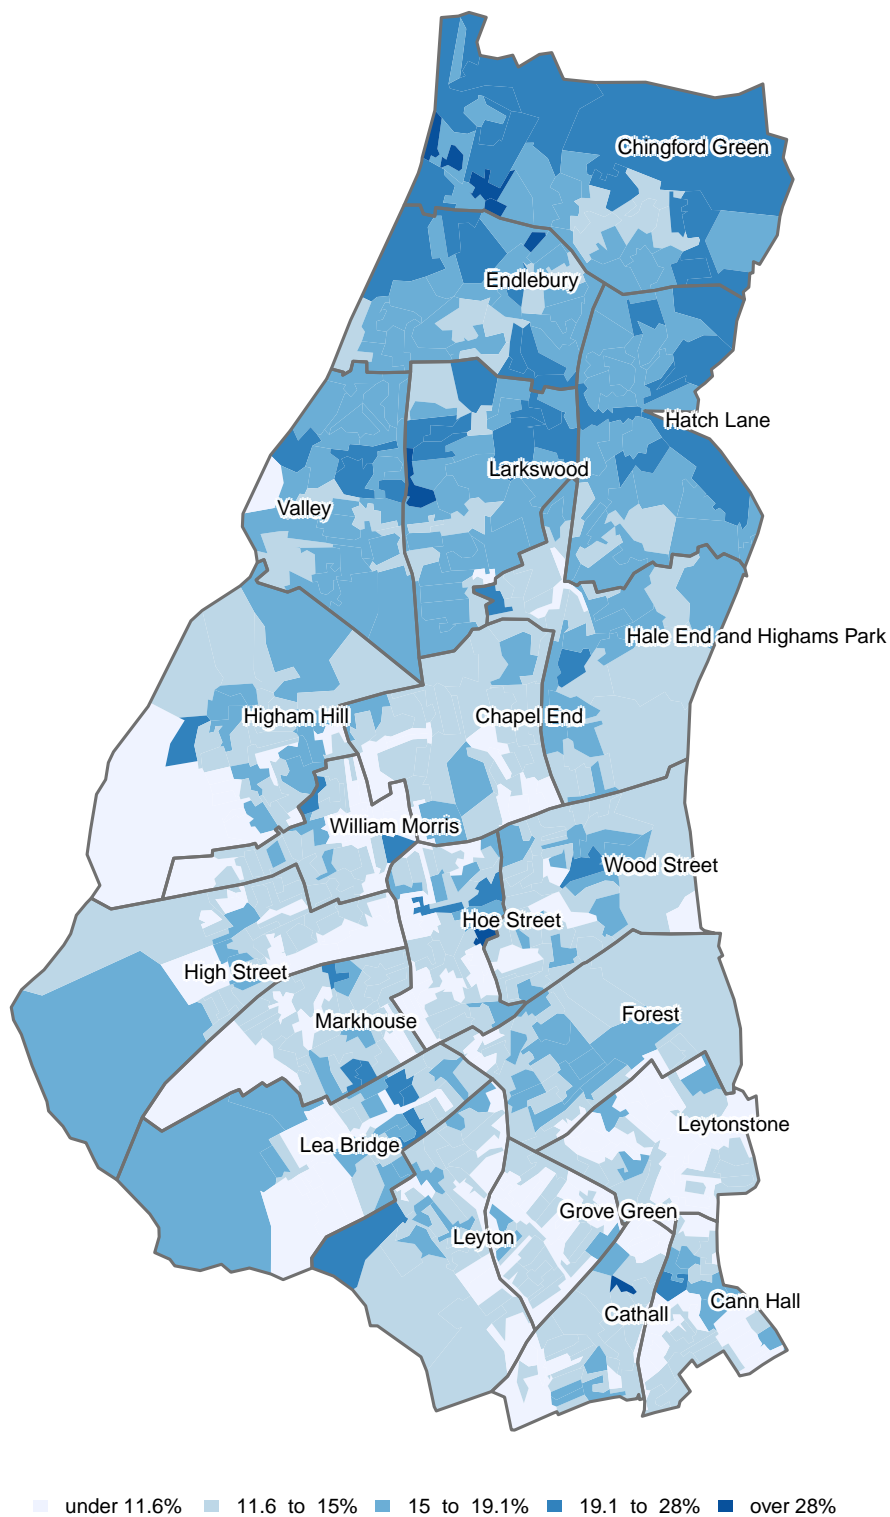 Chingford Green
Endlebury
Hatch Lane
Larkswood
Valley
Hale End and Highams Park
Higham Hill
Chapel End
William Morris
Wood Street
Hoe Street
High Street
Markhouse
Forest
Leytonstone
Lea Bridge
Grove Green
Leyton
Cann Hall
Cathall
under 11.6% 11.6 to 15% 15 to 19.1% 19.1 to 28% over 28%